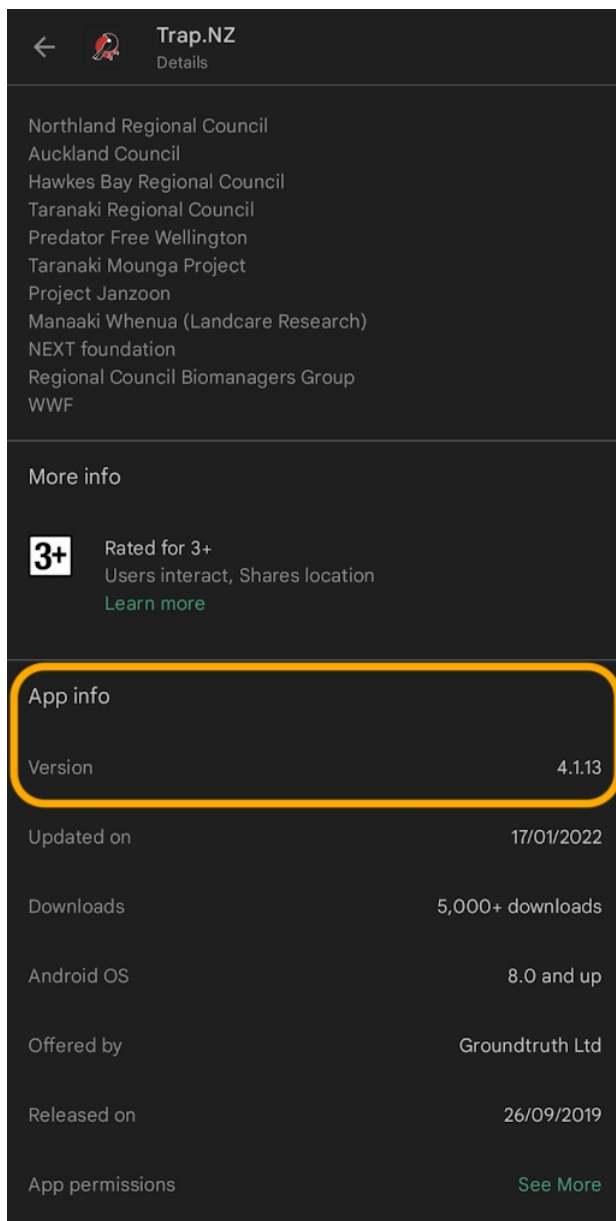 Trap.NZ
Details
Northland Regional Council
Auckland Council
Hawkes Bay Regional Council
Taranaki Regional Council
Predator Free Wellington
Taranaki Mounga Project
Project Janzoon
Manaaki Whenua (Landcare Research)
NEXT foundation
Regional Council Biomanagers Group
WWF
More info
3+
Rated for 3+
Users interact, Shares location
Learn more
App info
Version 4.1.13
Updated on 17/01/2022
Downloads 5,000+ downloads
Android OS 8.0 and up
Offered by Groundtruth Ltd
Released on 26/09/2019
App permissions See More